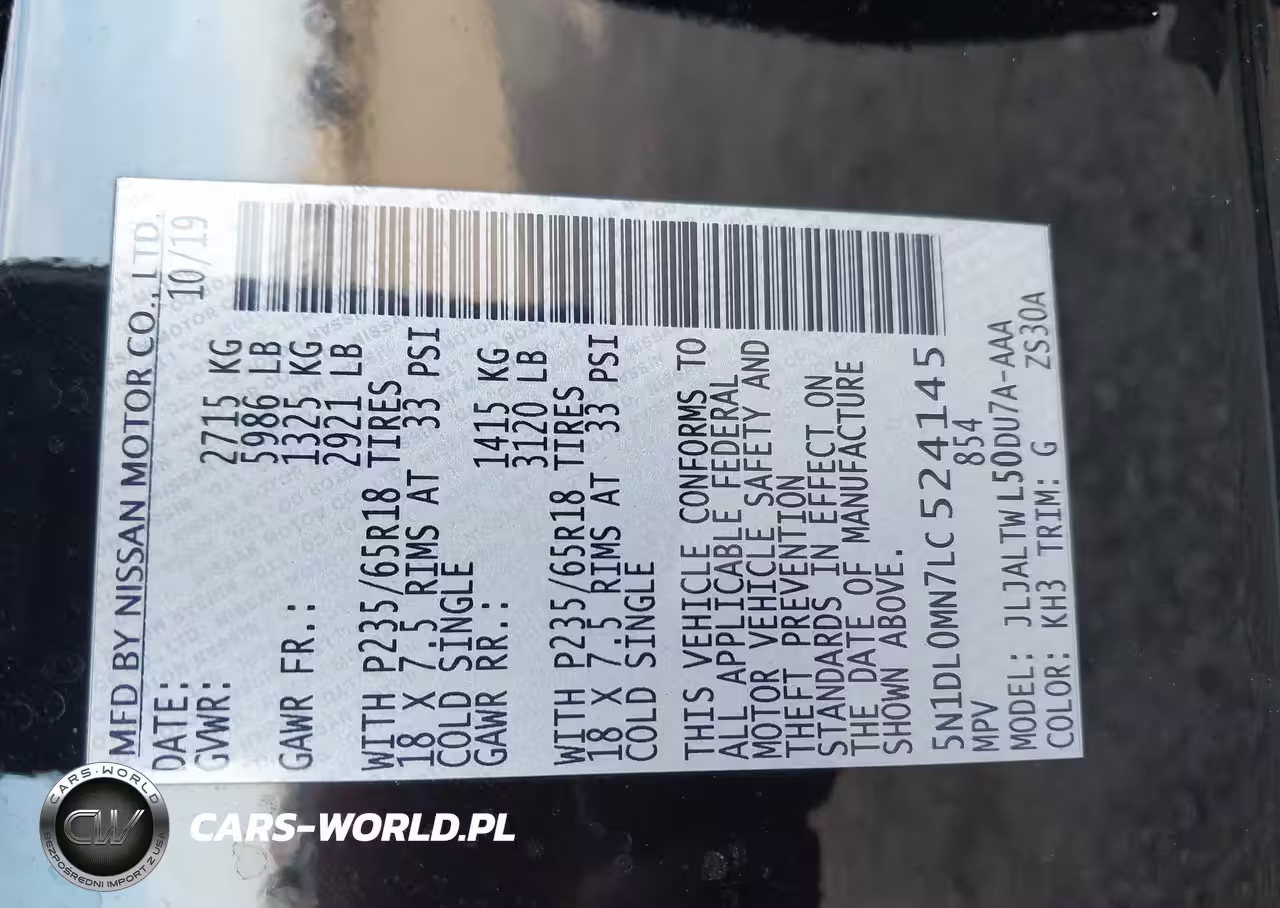 MFD BY NISSAN MOTOR CO., LTD.
DATE: 10/19
GVWR: 2715 KG
5986 LB
GAWR FR.: 1325 KG
2921 LB
WITH P235/65R18 TIRES
18 X 7.5 RIMS AT 33 PSI
COLD SINGLE
GAWR RR.: 1415 KG
3120 LB
WITH P235/65R18 TIRES
18 X 7.5 RIMS AT 33 PSI
COLD SINGLE
THIS VEHICLE CONFORMS TO
ALL APPLICABLE FEDERAL
MOTOR VEHICLE SAFETY AND
THEFT PREVENTION
STANDARDS IN EFFECT ON
THE DATE OF MANUFACTURE
SHOWN ABOVE.
5N1DL0MN7LC524145
MPV 854
MODEL: JLJALTWL50DU7A-AAA
COLOR: KH3 TRIM: G ZS30A
CARS-WORLD
CW
BEZPOŚREDNI IMPORT Z USA
CARS-WORLD.PL